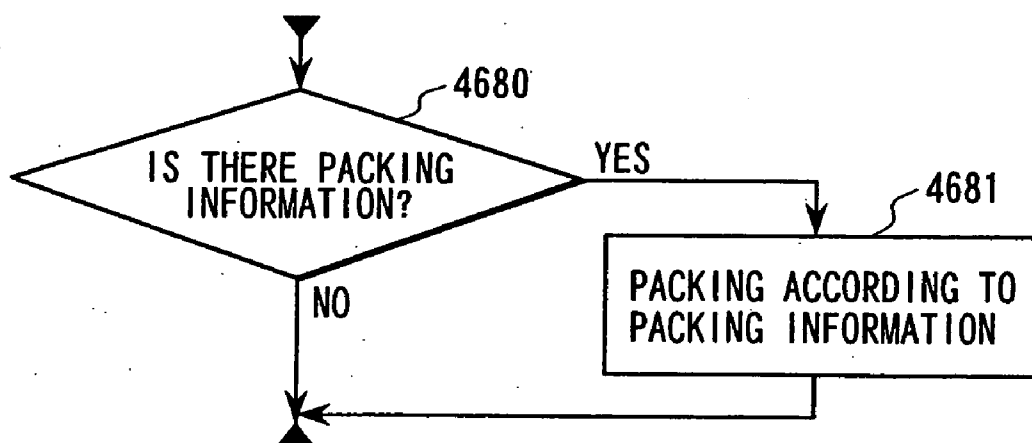 4680
IS THERE PACKING
INFORMATION?
YES
4681
PACKING ACCORDING TO
PACKING INFORMATION
NO